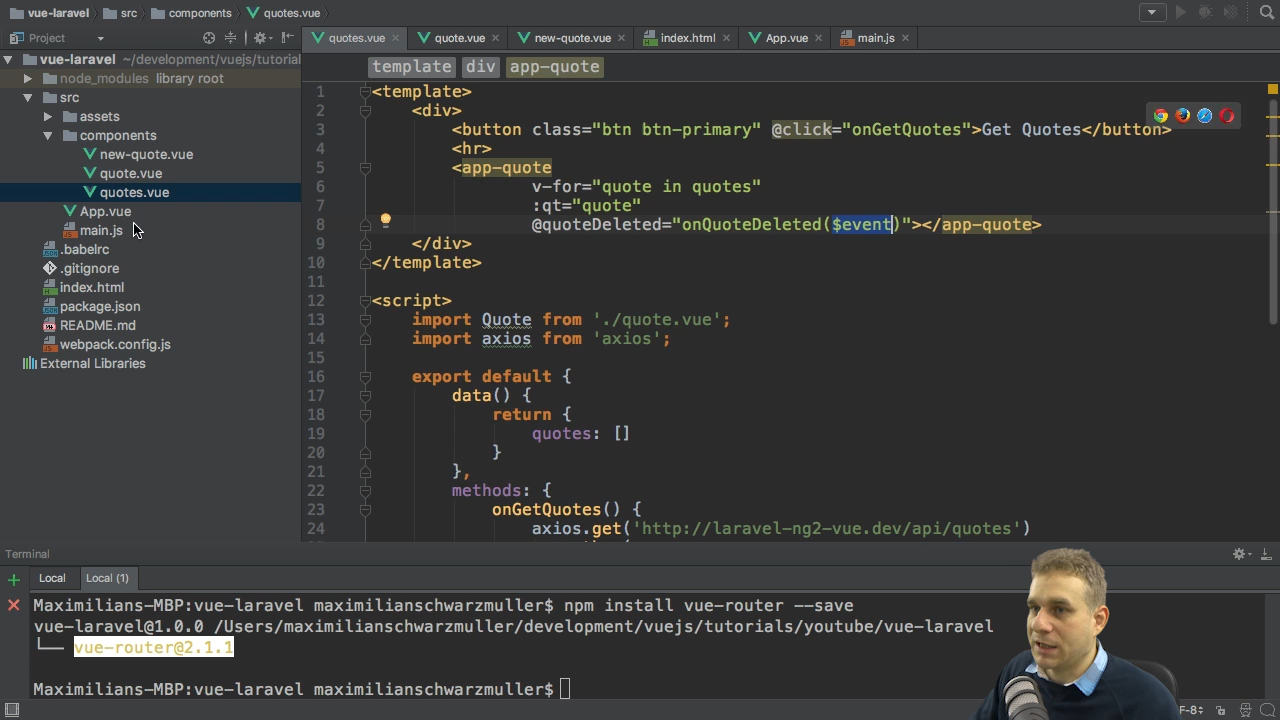 vue-laravel src components quotes.vue
Project
quotes.vue quote.vue new-quote.vue index.html App.vue main.js
vue-laravel ~/development/vuejs/tutorial
node_modules library root
src
assets
components
new-quote.vue
quote.vue
quotes.vue
App.vue
main.js
.babelrc
.gitignore
index.html
package.json
README.md
webpack.config.js
External Libraries
template div app-quote
1 <template>
2 <div>
3 <button class="btn btn-primary" @click="onGetQuotes">Get Quotes</button>
4 <hr>
5 <app-quote
6 v-for="quote in quotes"
7 :qt="quote"
8 @quoteDeleted="onQuoteDeleted($event)"></app-quote>
9 </div>
10 </template>
11
12 <script>
13 import Quote from './quote.vue';
14 import axios from 'axios';
15
16 export default {
17 data() {
18 return {
19 quotes: []
20 }
21 },
22 methods: {
23 onGetQuotes() {
24 axios.get('http://laravel-ng2-vue.dev/api/quotes')
Terminal
Local Local (1)
Maximilians-MBP:vue-laravel maximilianschwarzmuller$ npm install vue-router --save
vue-laravel@1.0.0 /Users/maximilianschwarzmuller/development/vuejs/tutorials/youtube/vue-laravel
└── vue-router@2.1.1
Maximilians-MBP:vue-laravel maximilianschwarzmuller$